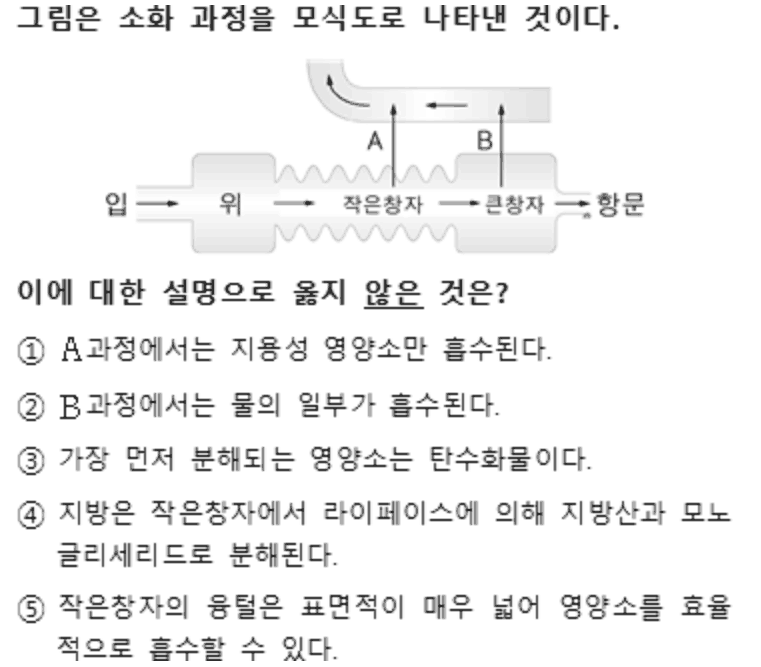 그림은 소화 과정을 모식도로 나타낸 것이다.
A
B
입
위
작은창자
큰창자
항문
이에 대한 설명으로 옳지 않은 것은?
① A과정에서는 지용성 영양소만 흡수된다.
② B과정에서는 물의 일부가 흡수된다.
③ 가장 먼저 분해되는 영양소는 탄수화물이다.
④ 지방은 작은창자에서 라이페이스에 의해 지방산과 모노
글리세리드로 분해된다.
⑤ 작은창자의 융털은 표면적이 매우 넓어 영양소를 효율
적으로 흡수할 수 있다.